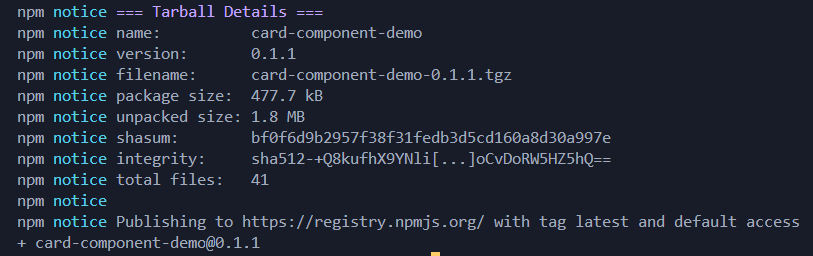 npm notice === Tarball Details ===
npm notice name:          card-component-demo
npm notice version:       0.1.1
npm notice filename:      card-component-demo-0.1.1.tgz
npm notice package size:  477.7 kB
npm notice unpacked size: 1.8 MB
npm notice shasum:        bf0f6d9b2957f38f31fedb3d5cd160a8d30a997e
npm notice integrity:     sha512-+Q8kufhX9YNli[...]oCvDoRW5HZ5hQ==
npm notice total files:   41
npm notice
npm notice Publishing to https://registry.npmjs.org/ with tag latest and default access
+ card-component-demo@0.1.1